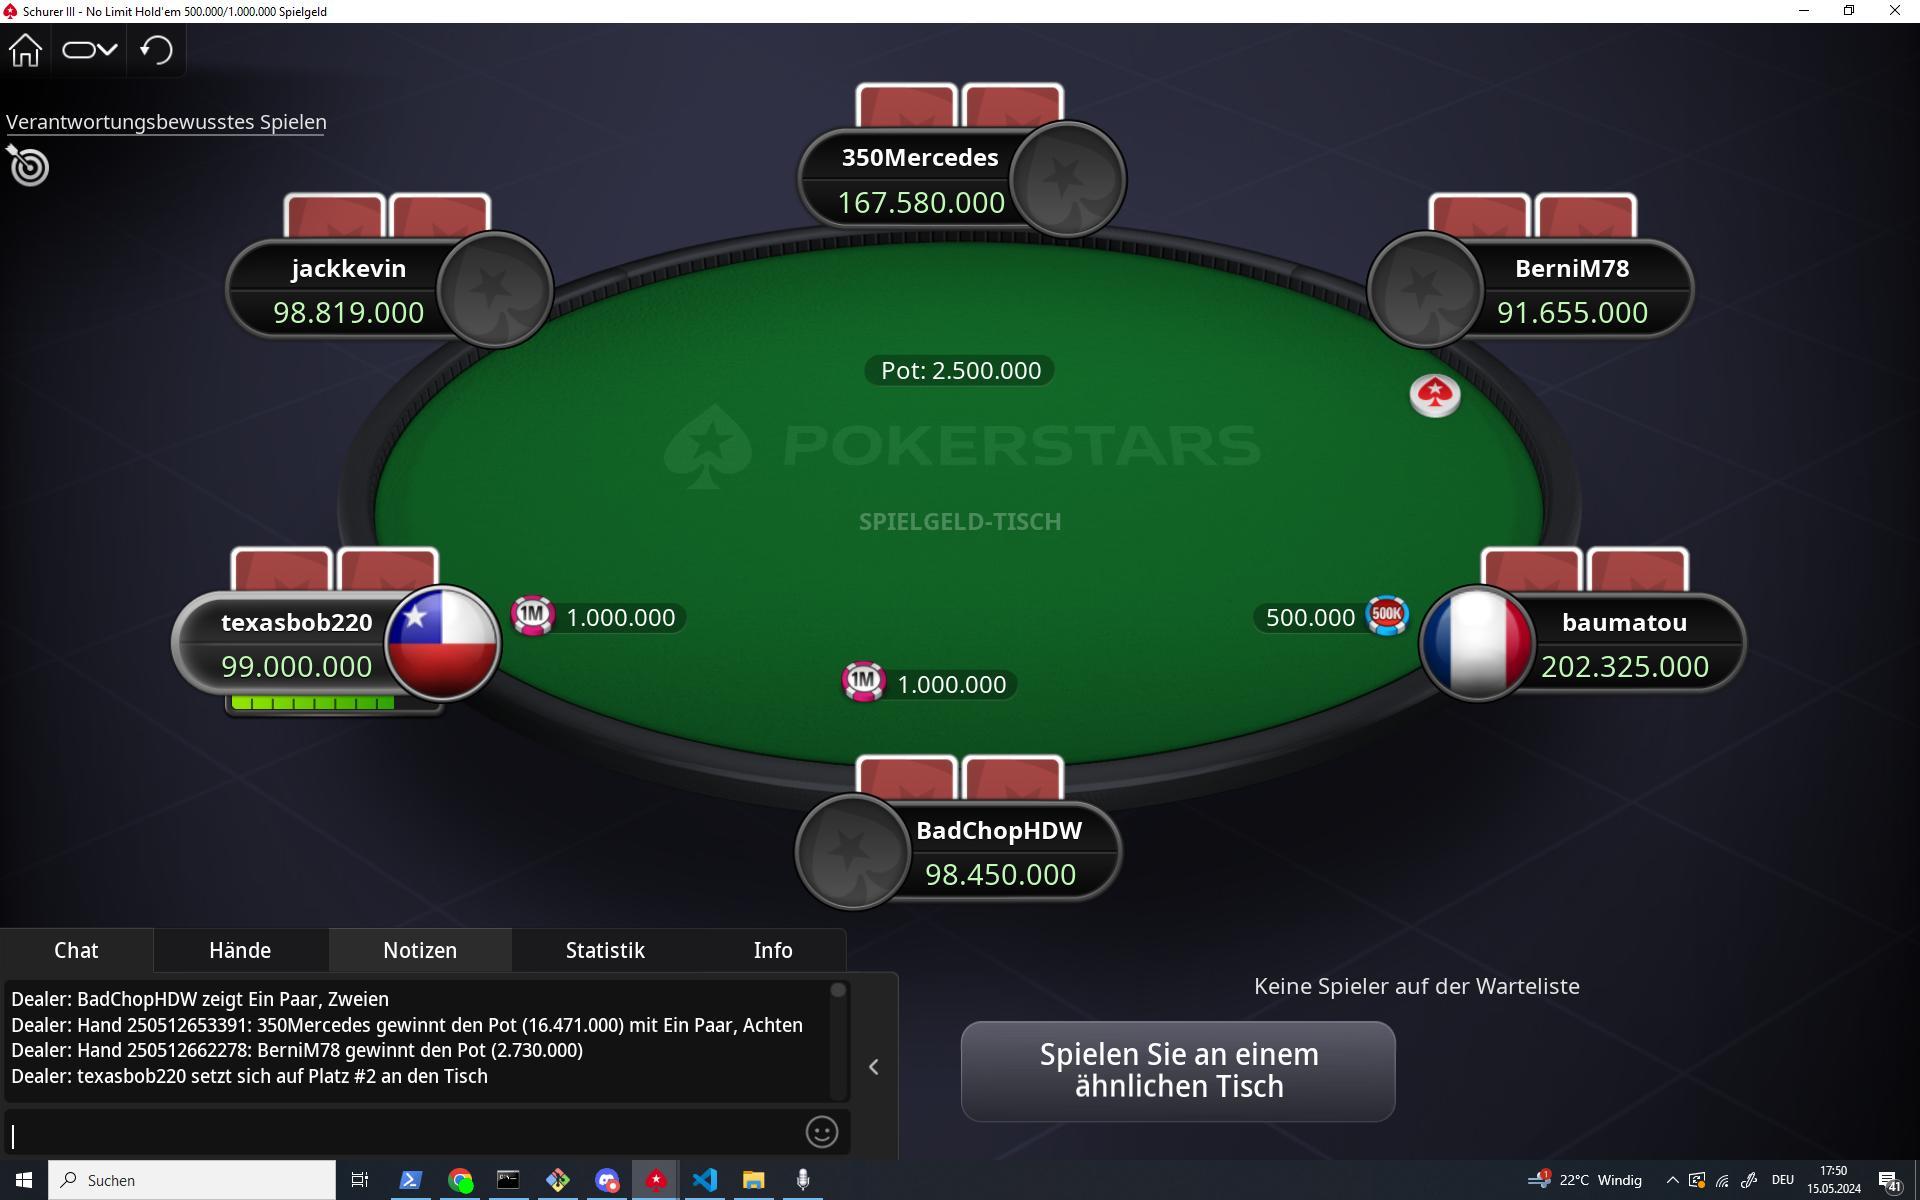 Schurer III - No Limit Hold'em 500.000/1.000.000 Spielgeld
Verantwortungsbewusstes Spielen
350Mercedes
167.580.000
jackkevin
98.819.000
BerniM78
91.655.000
Pot: 2.500.000
POKERSTARS
SPIELGELD-TISCH
texasbob220
99.000.000
1M 1.000.000
500.000 500K
baumatou
202.325.000
1M 1.000.000
BadChopHDW
98.450.000
Chat Hände Notizen Statistik Info
Dealer: BadChopHDW zeigt Ein Paar, Zweien
Dealer: Hand 250512653391: 350Mercedes gewinnt den Pot (16.471.000) mit Ein Paar, Achten
Dealer: Hand 250512662278: BerniM78 gewinnt den Pot (2.730.000)
Dealer: texasbob220 setzt sich auf Platz #2 an den Tisch
Keine Spieler auf der Warteliste
Spielen Sie an einem
ähnlichen Tisch
Suchen
1
22°C Windig
DEU
17:50
15.05.2024
41